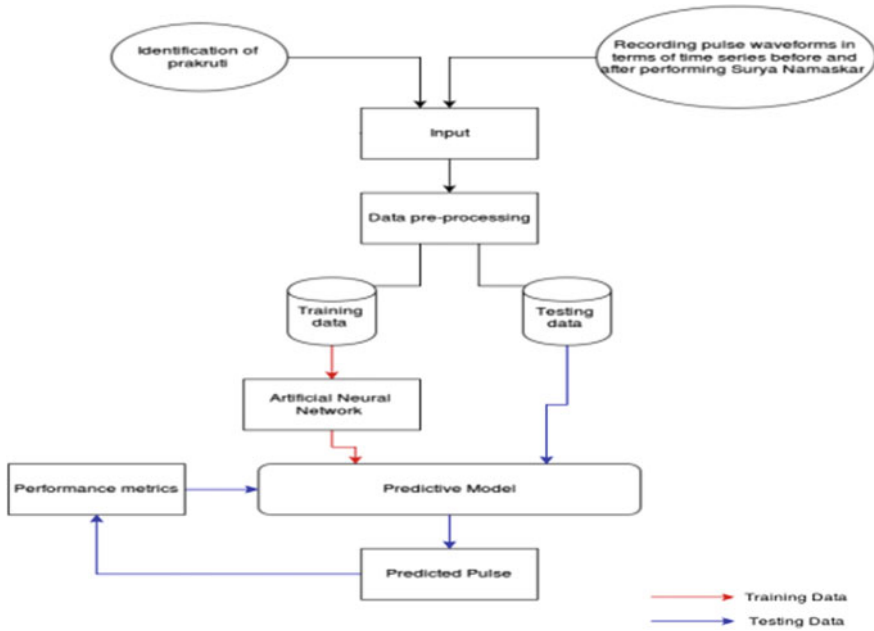 Identification of
prakruti
Recording pulse waveforms in
terms of time series before and
after performing Surya Namaskar
Input
Data pre-processing
Training
data
Testing
data
Artificial Neural
Network
Performance metrics
Predictive Model
Predicted Pulse
Training Data
Testing Data